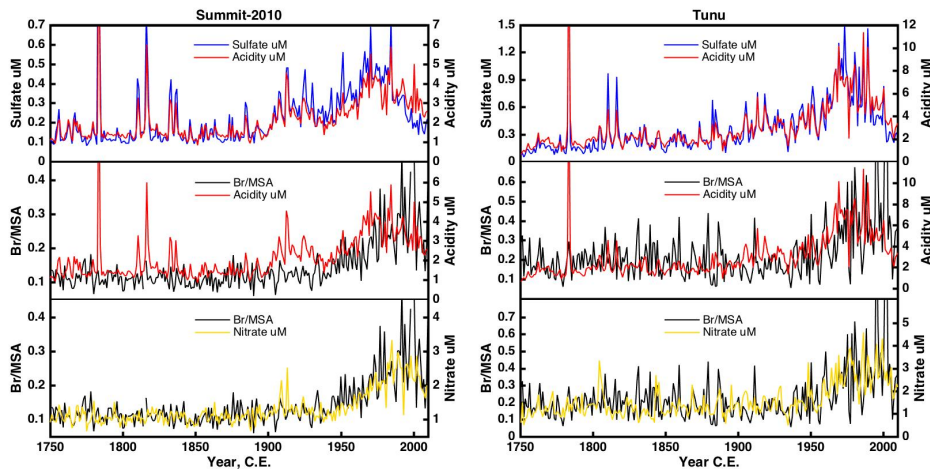 Summit-2010
Sulfate uM
Acidity uM
Sulfate uM
Acidity uM
0.7
0.6
0.5
0.4
0.3
0.2
0.1
0
7
6
5
4
3
2
1
0
Br/MSA
Acidity uM
Br/MSA
Acidity uM
0.4
0.3
0.2
0.1
6
5
4
3
2
1
0
Br/MSA
Nitrate uM
Br/MSA
Nitrate uM
0.4
0.3
0.2
0.1
0
4
3
2
1
0
1750 1800 1850 1900 1950 2000
Year, C.E.
Tunu
Sulfate uM
Acidity uM
Sulfate uM
Acidity uM
1.5
1.2
0.9
0.6
0.3
0
12
10
8
6
4
2
0
Br/MSA
Acidity uM
Br/MSA
Acidity uM
0.6
0.5
0.4
0.3
0.2
0.1
10
8
6
4
2
0
Br/MSA
Nitrate uM
Br/MSA
Nitrate uM
0.7
0.6
0.5
0.4
0.3
0.2
0.1
0
5
4
3
2
1
0
1750 1800 1850 1900 1950 2000
Year C.E.